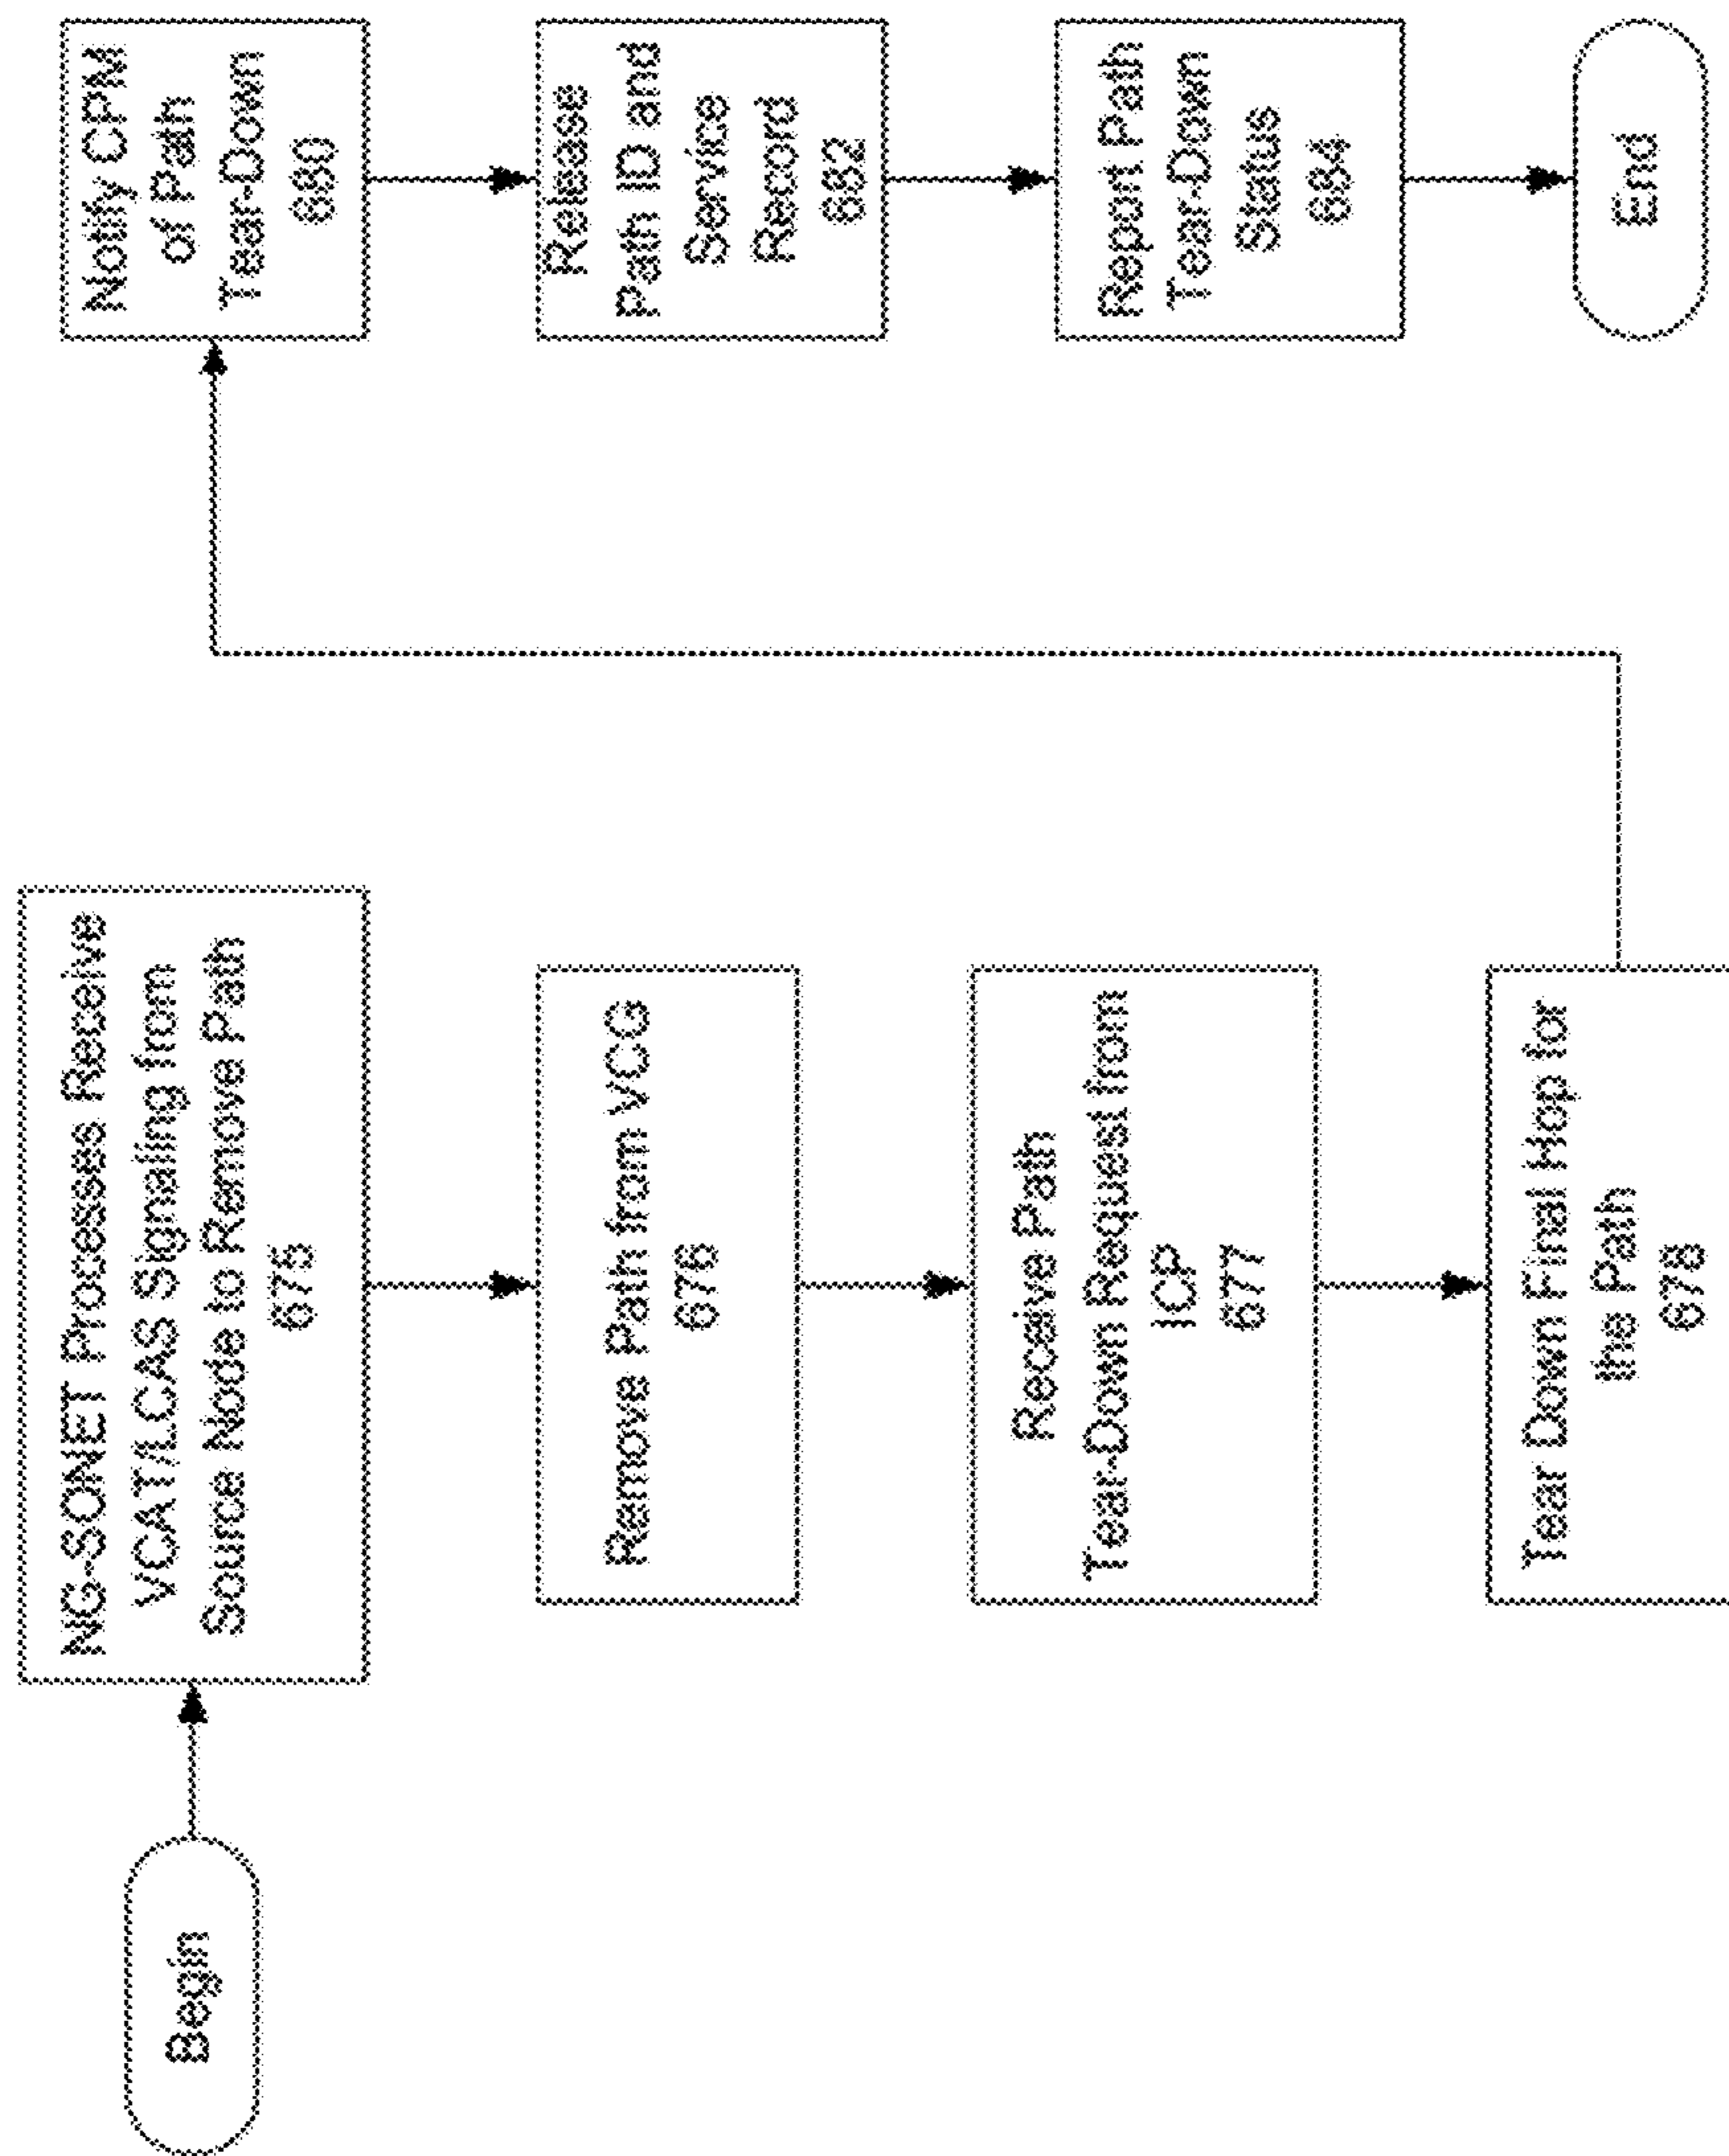 Begin
NG-SONET Processes Receive
VCAT/LCAS Signaling from
Source Node to Remove Path
675
Remove Path from VCG
676
Receive Path
Tear-Down Request from
ICP
677
Tear Down Final Hop for
the Path
678
Notify CPM
of Path
Tear-Down
680
Release
Path ID and
Service
Record
682
Report Path
Tear-Down
Status
684
End